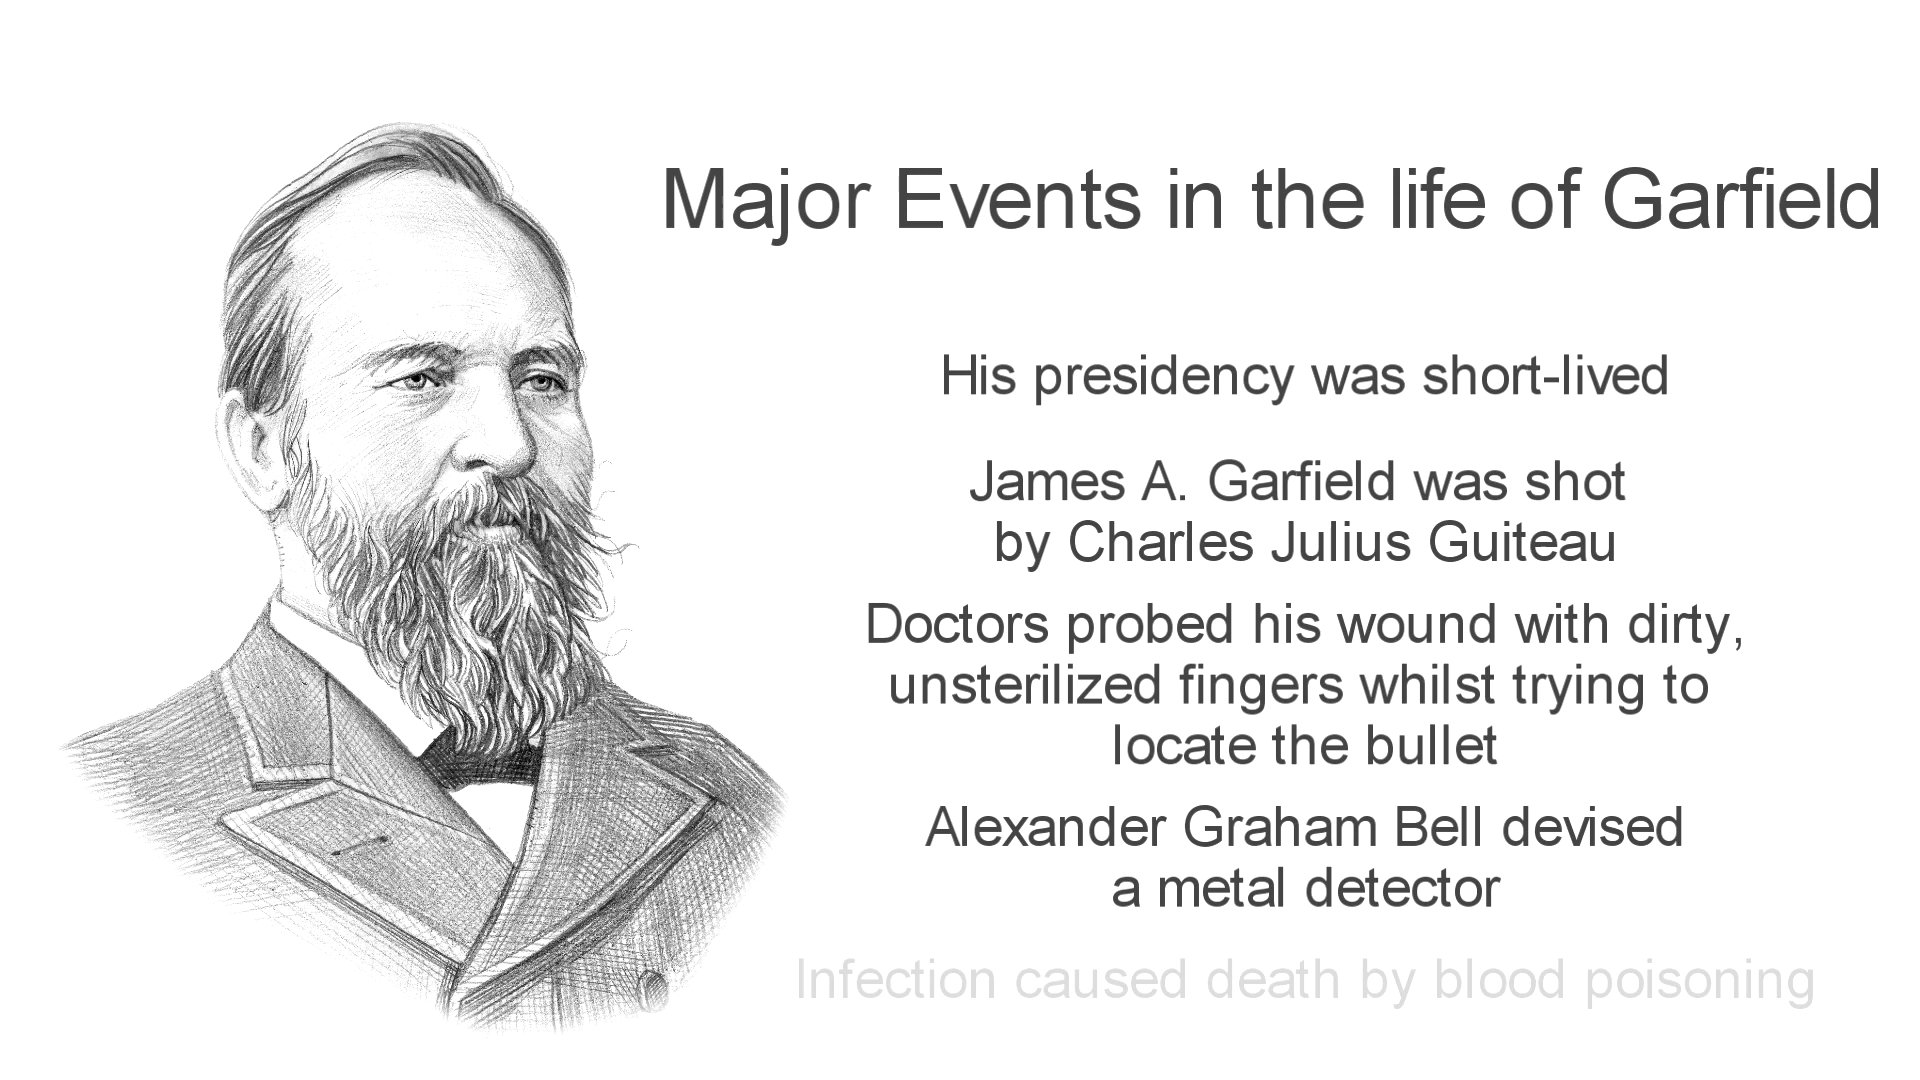 Major Events in the life of Garfield
His presidency was short-lived
James A. Garfield was shot
by Charles Julius Guiteau
Doctors probed his wound with dirty,
unsterilized fingers whilst trying to
locate the bullet
Alexander Graham Bell devised
a metal detector
Infection caused death by blood poisoning